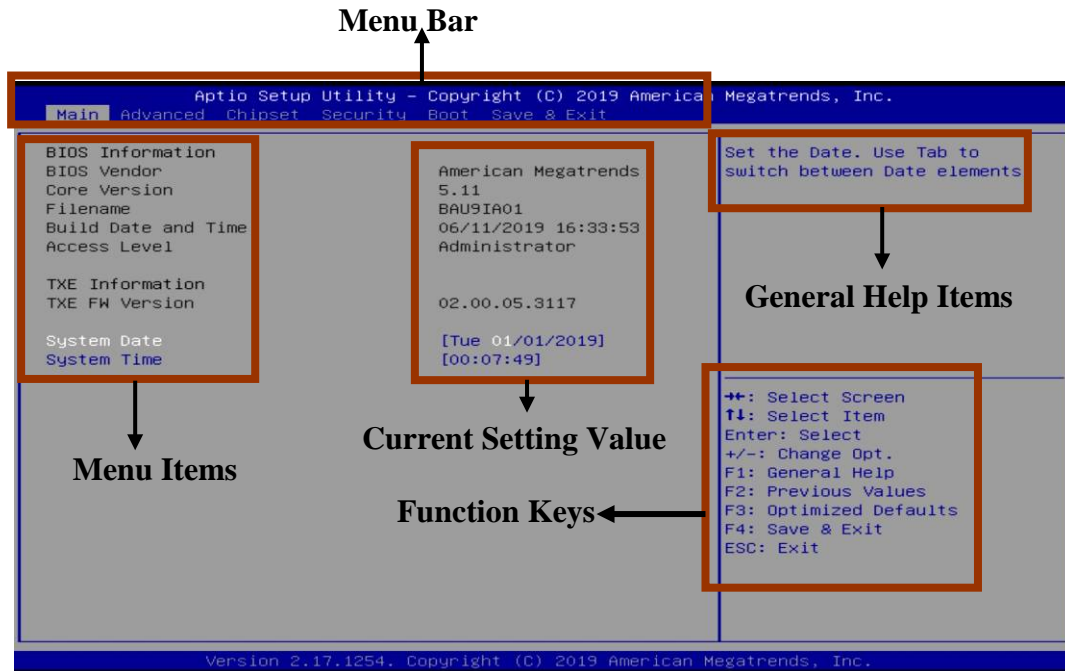 Menu Bar
Aptio Setup Utility – Copyright (C) 2019 American Megatrends, Inc.
Main Advanced Chipset Security Boot Save & Exit
BIOS Information
BIOS Vendor American Megatrends
Core Version 5.11
Filename BAU9IA01
Build Date and Time 06/11/2019 16:33:53
Access Level Administrator
TXE Information
TXE FW Version 02.00.05.3117
System Date [Tue 01/01/2019]
System Time [00:07:49]
Set the Date. Use Tab to
switch between Date elements
General Help Items
Menu Items
Current Setting Value
Function Keys
→←: Select Screen
↑↓: Select Item
Enter: Select
+/-: Change Opt.
F1: General Help
F2: Previous Values
F3: Optimized Defaults
F4: Save & Exit
ESC: Exit
Version 2.17.1254. Copyright (C) 2019 American Megatrends, Inc.